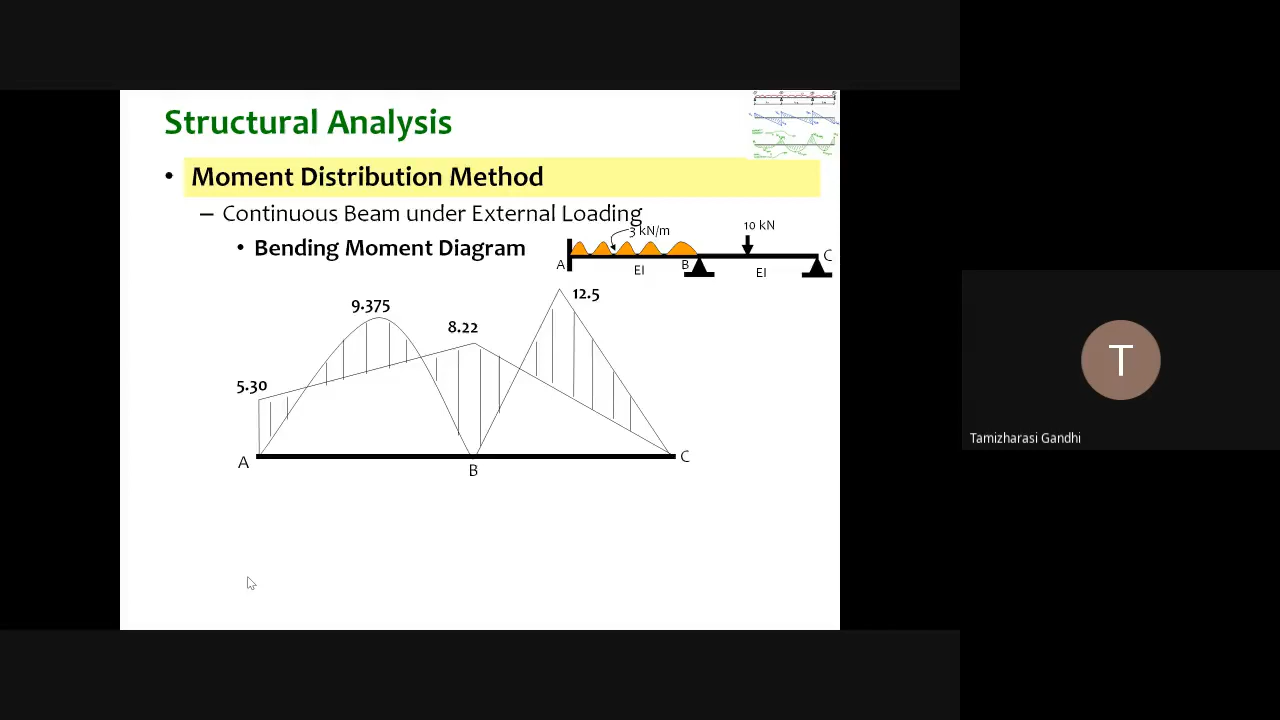 Structural Analysis
• Moment Distribution Method
– Continuous Beam under External Loading
• Bending Moment Diagram
3 kN/m
10 kN
A
EI
B
EI
C
9.375
8.22
12.5
5.30
A
B
C
T
Tamizharasi Gandhi